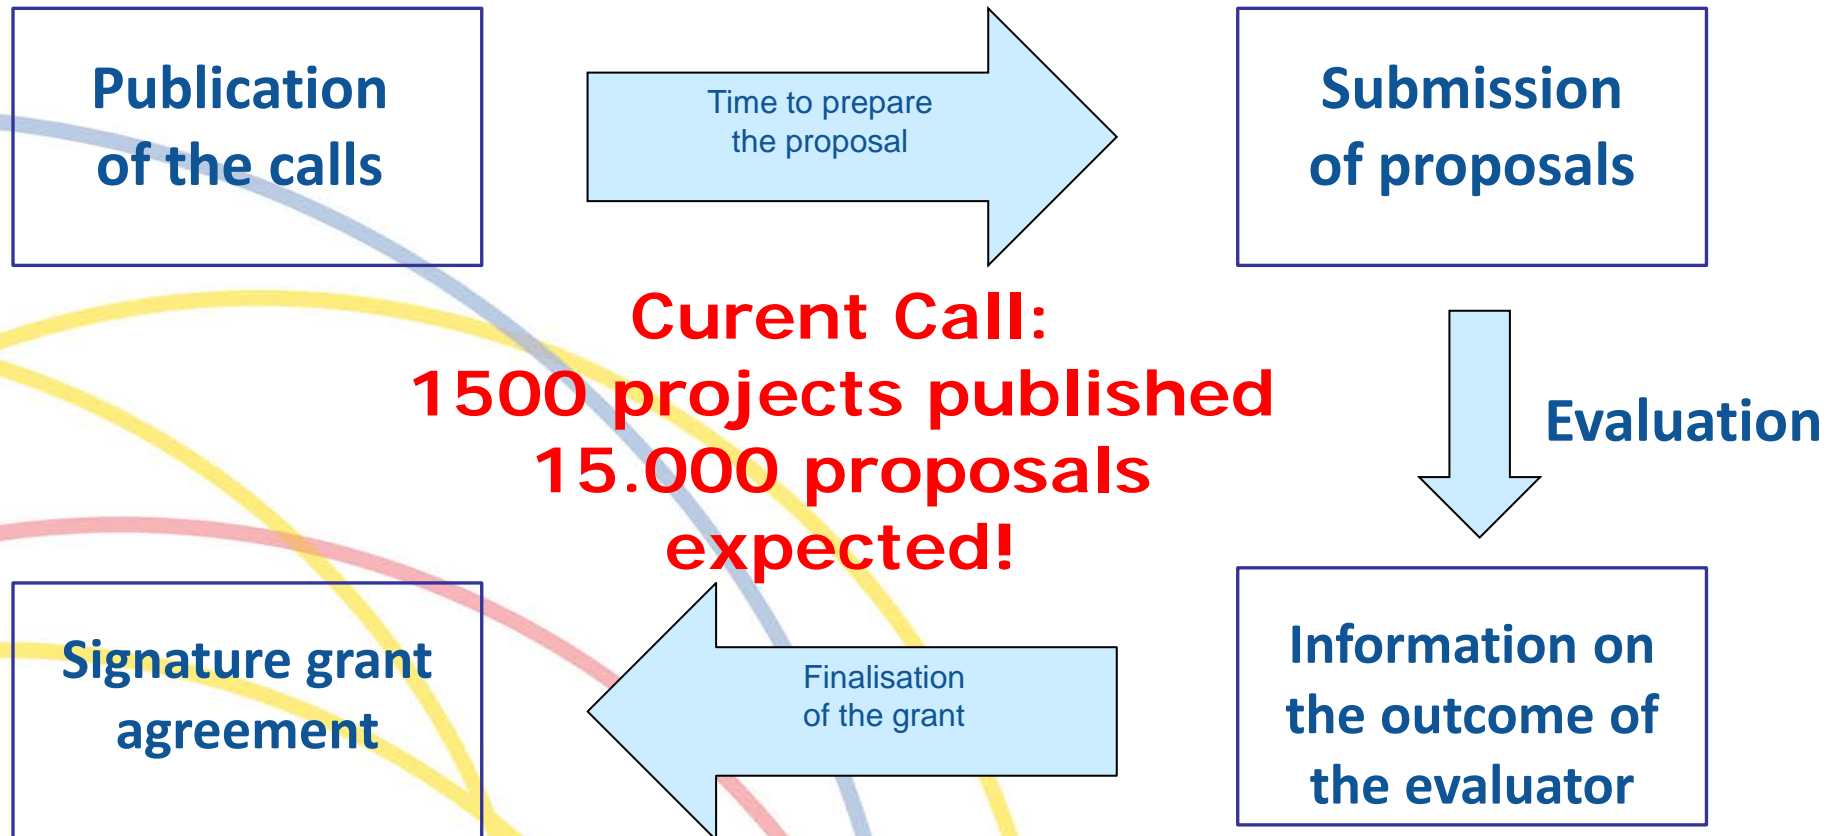 Publication
of the calls
Time to prepare
the proposal
Submission
of proposals
Curent Call:
1500 projects published
15.000 proposals
expected!
Evaluation
Signature grant
agreement
Finalisation
of the grant
Information on
the outcome of
the evaluator